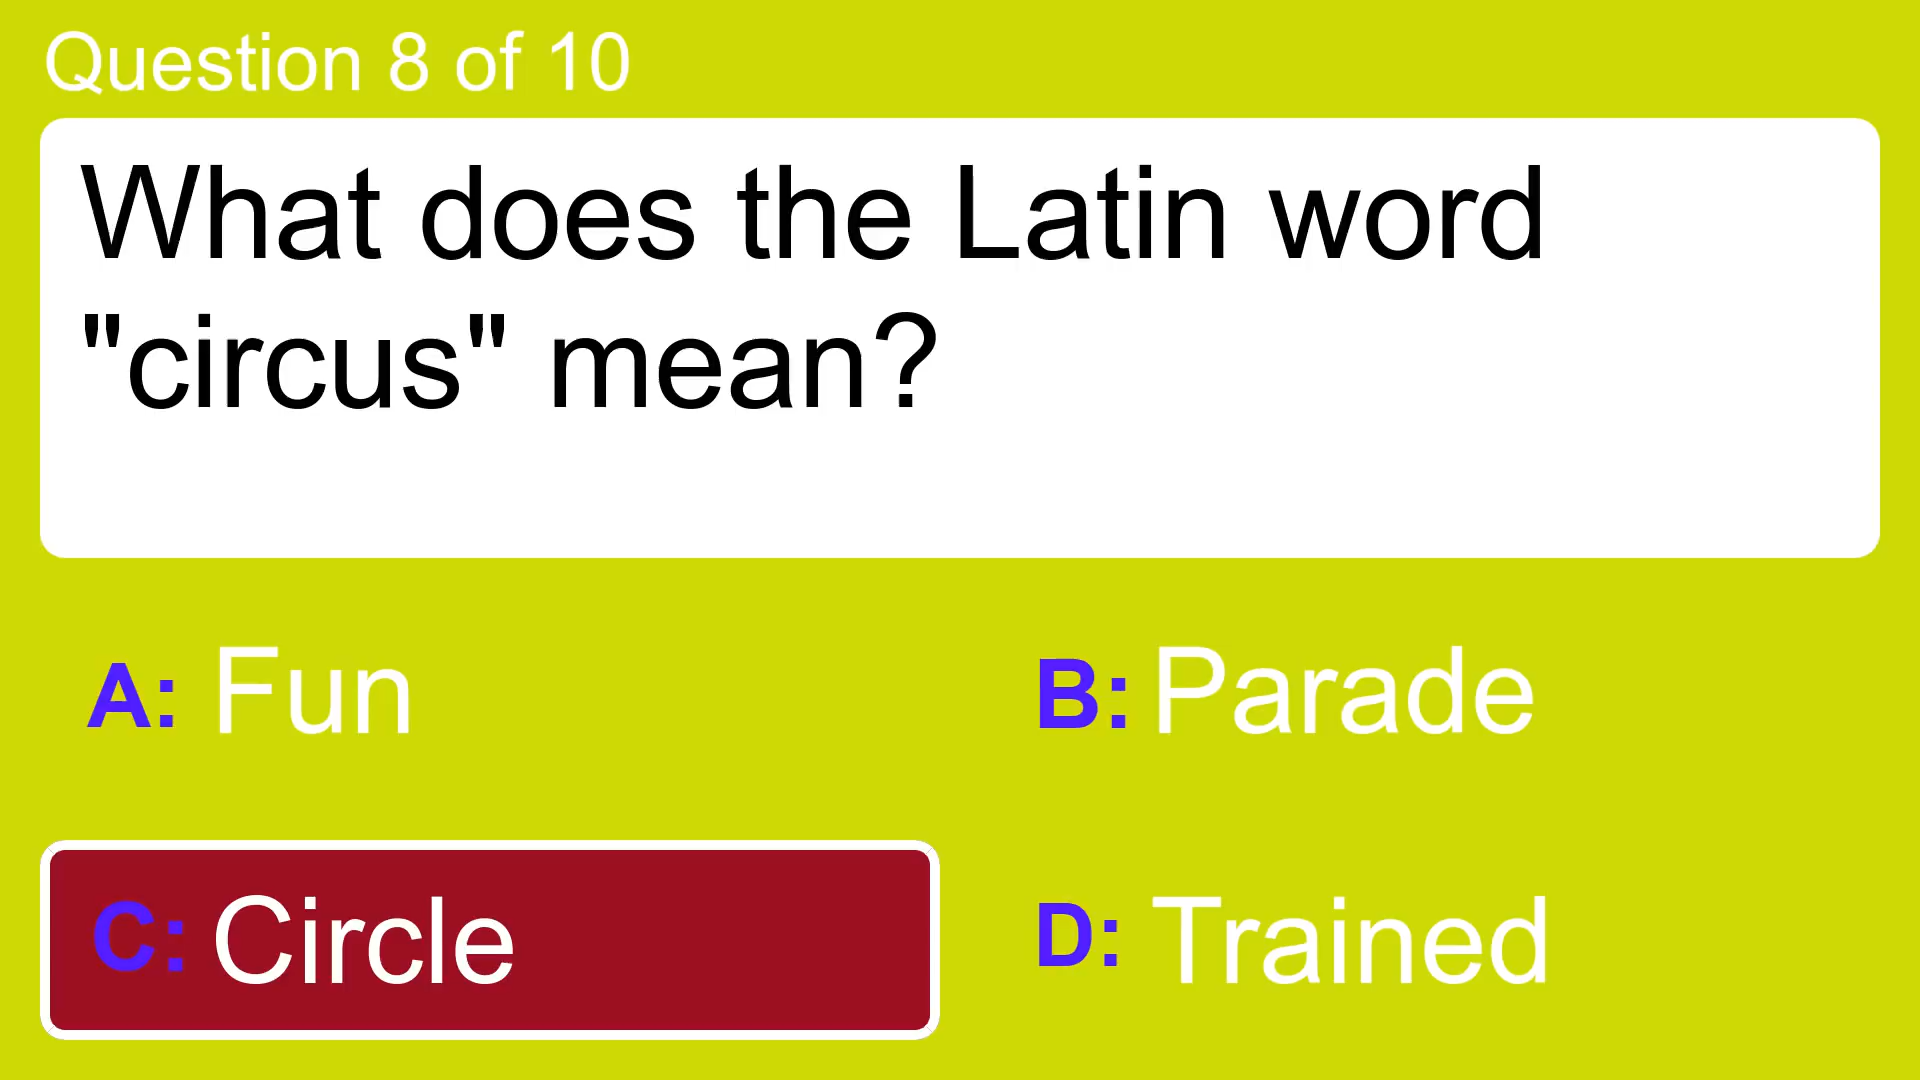 Question 8 of 10
What does the Latin word
"circus" mean?
A: Fun
B: Parade
C: Circle
D: Trained